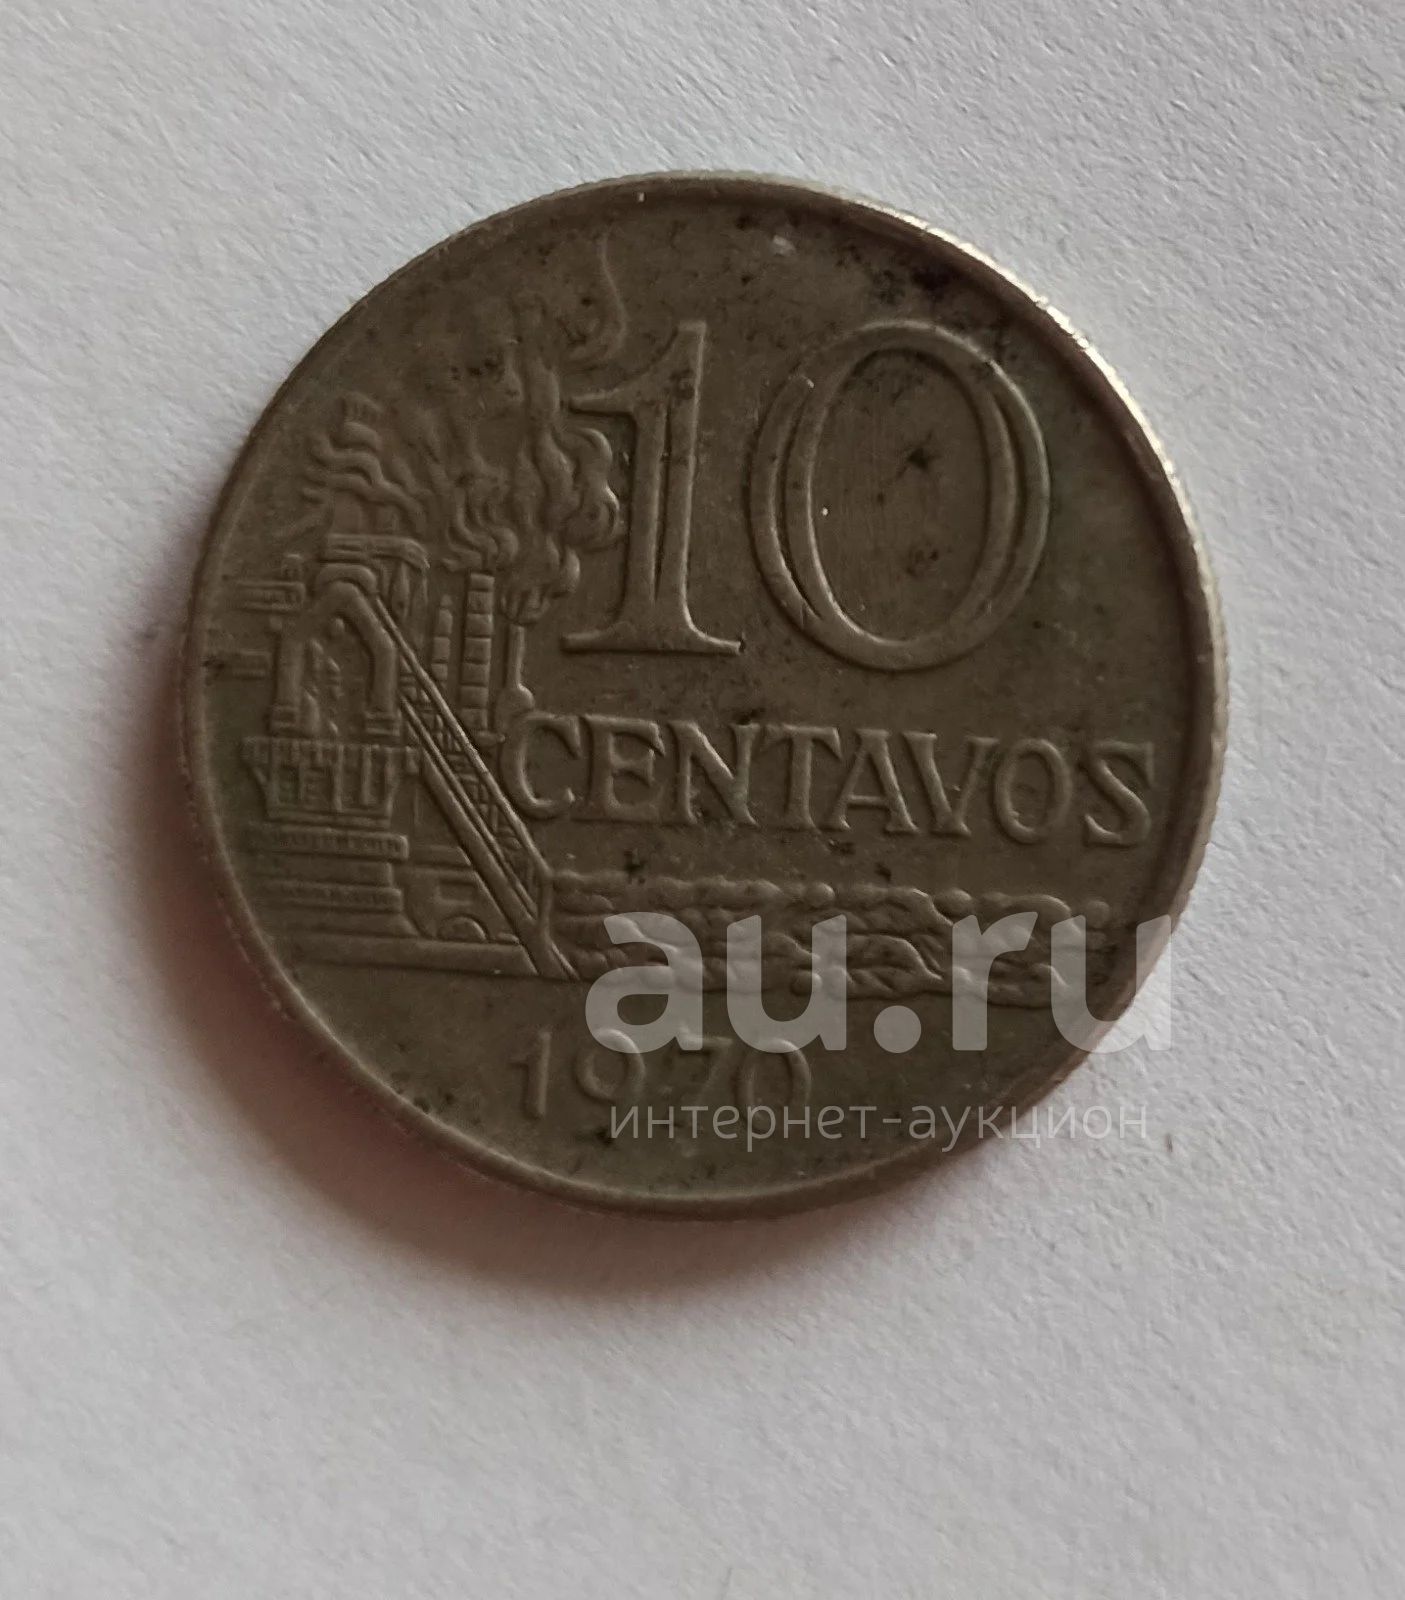 10
CENTAVOS
au.ru
1970
интернет-аукцион